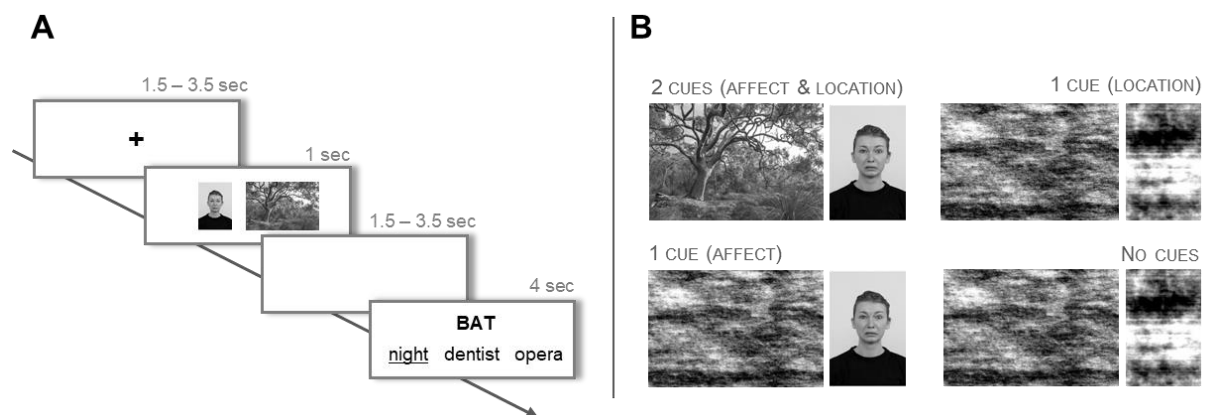 A
1.5 – 3.5 sec
+
1 sec
1.5 – 3.5 sec
4 sec
BAT
night dentist opera
B
2 CUES (AFFECT & LOCATION)
1 CUE (LOCATION)
1 CUE (AFFECT)
NO CUES